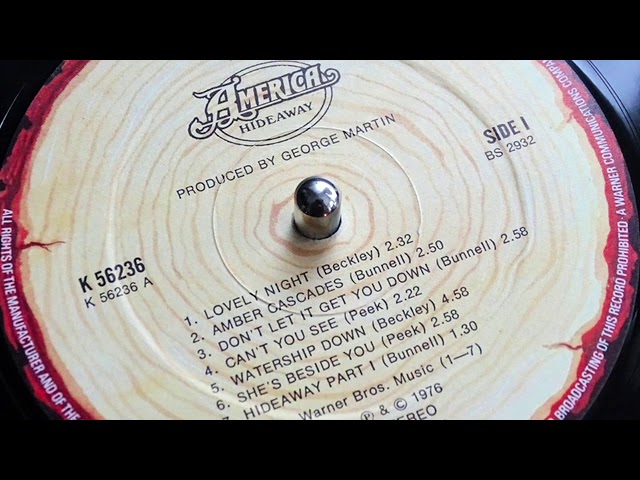 AMERICA
HIDEAWAY
PRODUCED BY GEORGE MARTIN
SIDE I
BS 2932
K 56236
K 56236 A
1. LOVELY NIGHT (Beckley) 2.32
2. AMBER CASCADES (Bunnell) 2.50
3. DON'T LET IT GET YOU DOWN (Bunnell) 2.58
4. CAN'T YOU SEE (Peek) 2.22
5. WATERSHIP DOWN (Beckley) 4.58
6. SHE'S BESIDE YOU (Peek) 2.58
7. HIDEAWAY PART I (Bunnell) 1.30
Warner Bros. Music (1—7)
℗ & © 1976
EREO
ALL RIGHTS OF THE MANUFACTURER AND OF THE
BROADCASTING OF THIS RECORD PROHIBITED · A WARNER COMMUNICATIONS COMPA